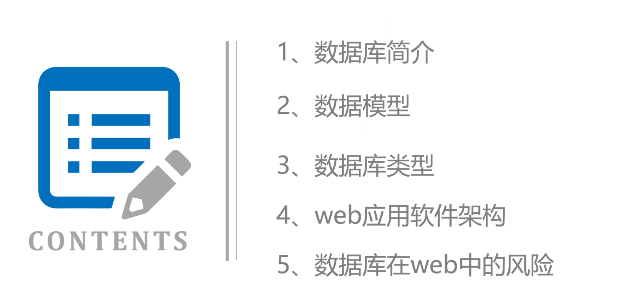 CONTENTS
1、数据库简介
2、数据模型
3、数据库类型
4、web应用软件架构
5、数据库在web中的风险